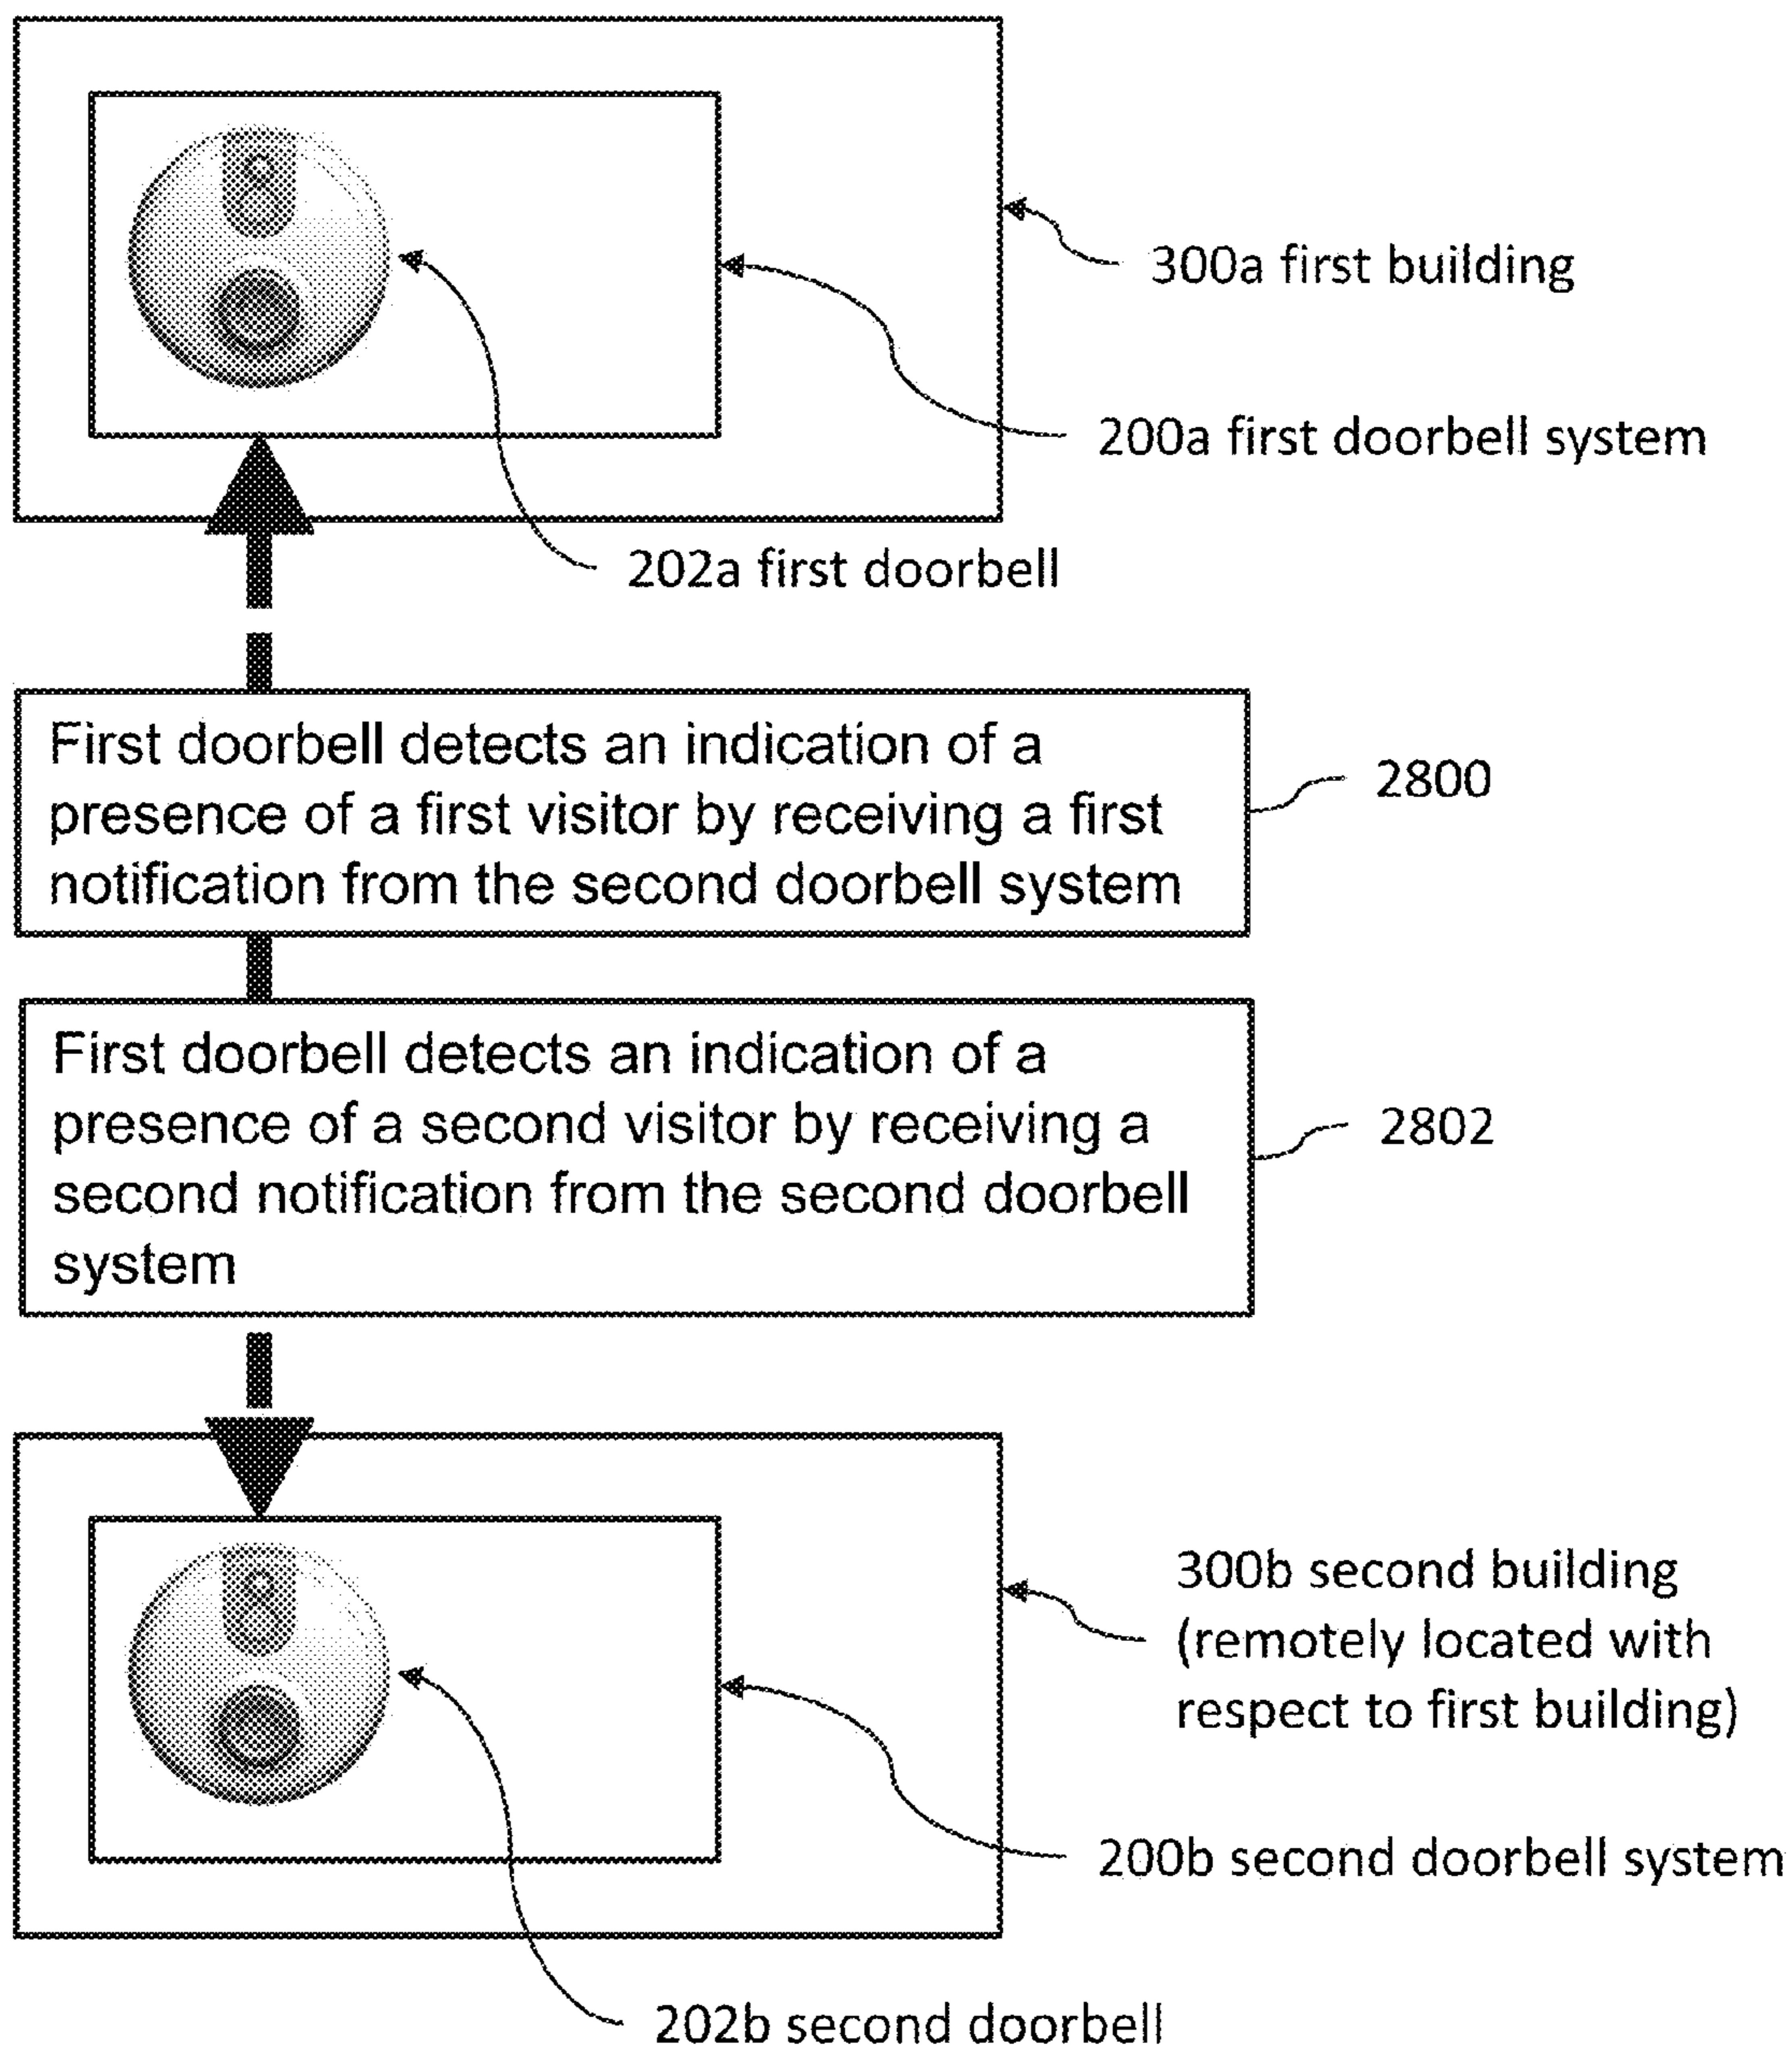 300a first building
200a first doorbell system
202a first doorbell
First doorbell detects an indication of a
presence of a first visitor by receiving a first
notification from the second doorbell system
2800
First doorbell detects an indication of a
presence of a second visitor by receiving a
second notification from the second doorbell
system
2802
300b second building
(remotely located with
respect to first building)
200b second doorbell system
202b second doorbell